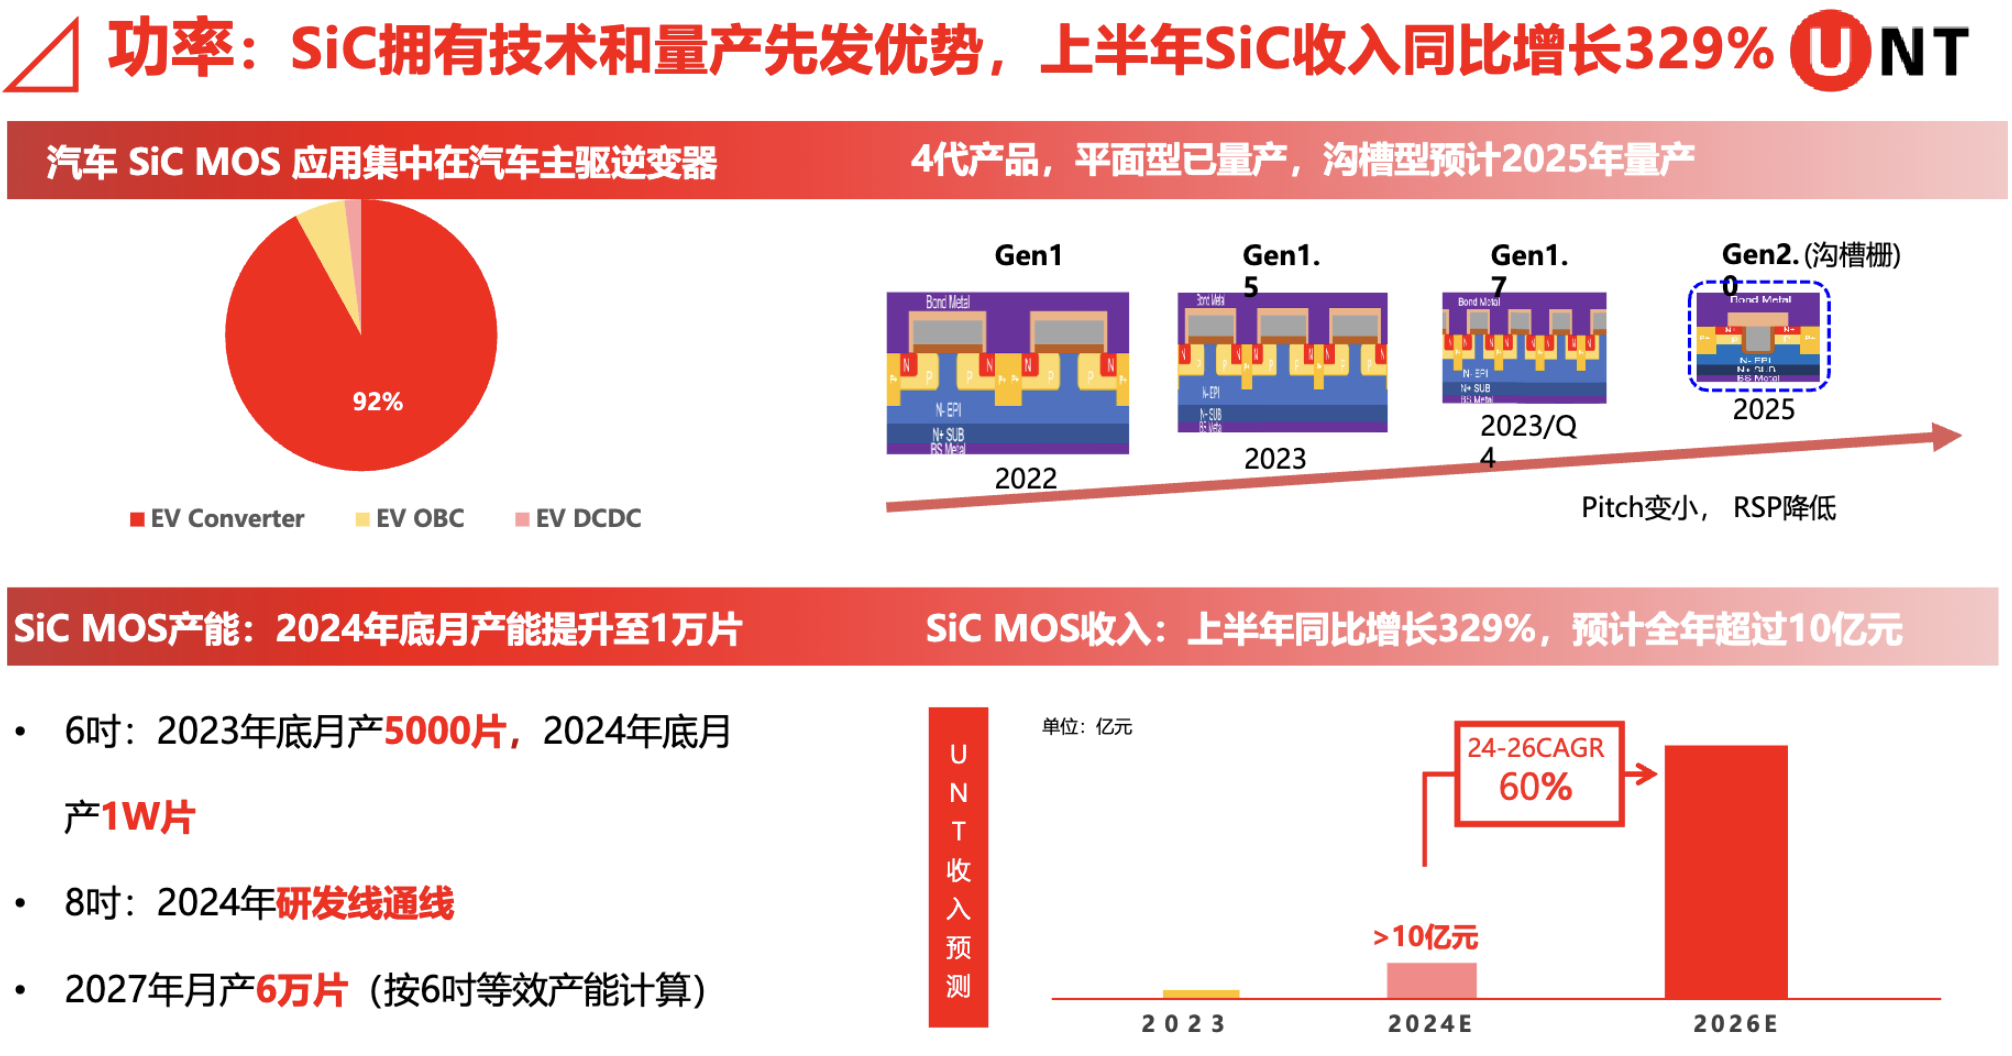 功率：SiC拥有技术和量产先发优势，上半年SiC收入同比增长329%
UNT
汽车 SiC MOS 应用集中在汽车主驱逆变器
92%
EV Converter
EV OBC
EV DCDC
4代产品，平面型已量产，沟槽型预计2025年量产
Gen1
Bond Metal
N
P
P+
P+
N
P
N
P
P
N
P+
N- EPI
N+ SUB
BS Metal
2022
Gen1.
5
Bond Metal
N- EPI
N- SUB
BS Metal
2023
Gen1.
7
Bond Metal
N- EPI
N+ SUB
BS Metal
2023/Q
4
Gen2.
0
(沟槽栅)
Bond Metal
N- EPI
N+ SUB
BS Metal
2025
Pitch变小， RSP降低
SiC MOS产能：2024年底月产能提升至1万片
• 6吋：2023年底月产5000片，2024年底月
产1W片
• 8吋：2024年研发线通线
• 2027年月产6万片（按6吋等效产能计算）
SiC MOS收入：上半年同比增长329%，预计全年超过10亿元
U
N
T
收
入
预
测
单位：亿元
24-26CAGR
60%
>10亿元
2023
2024E
2026E